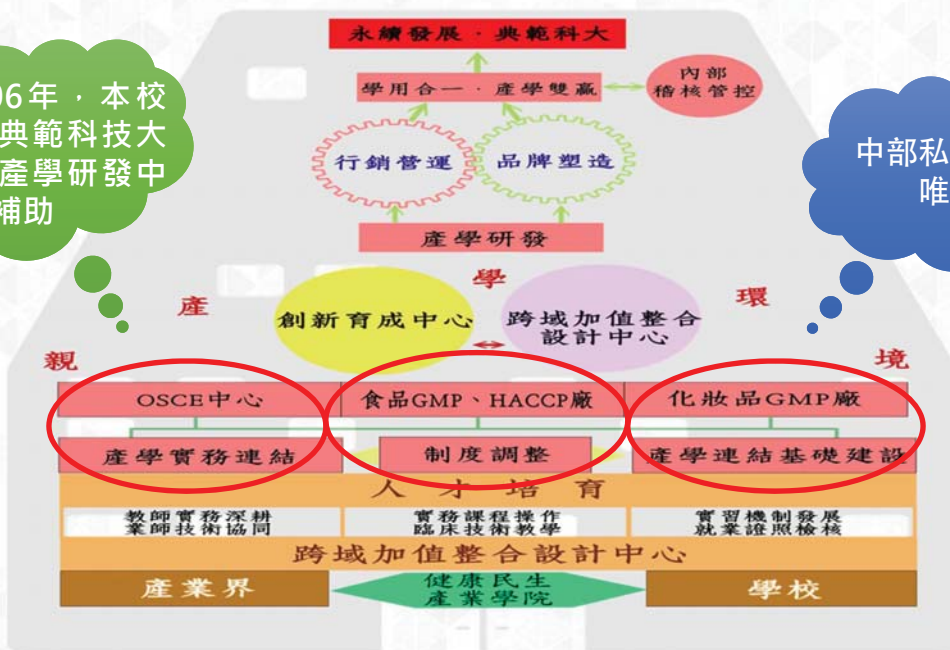 永續發展．典範科大
學用合一．產學雙贏
內部
稽核管控
06年，本校
典範科技大
產學研發中
補助
行銷營運
品牌塑造
中部私
唯
產學研發
親
產
學
環
境
創新育成中心
跨域加值整合
設計中心
OSCE中心
食品GMP、HACCP廠
化妝品GMP廠
產學實務連結
制度調整
產學連結基礎建設
人才培育
教師實務深耕
業師技術協同
實務課程操作
臨床技術教學
實習機制發展
就業證照檢核
跨域加值整合設計中心
產業界
健康民生
產業學院
學校